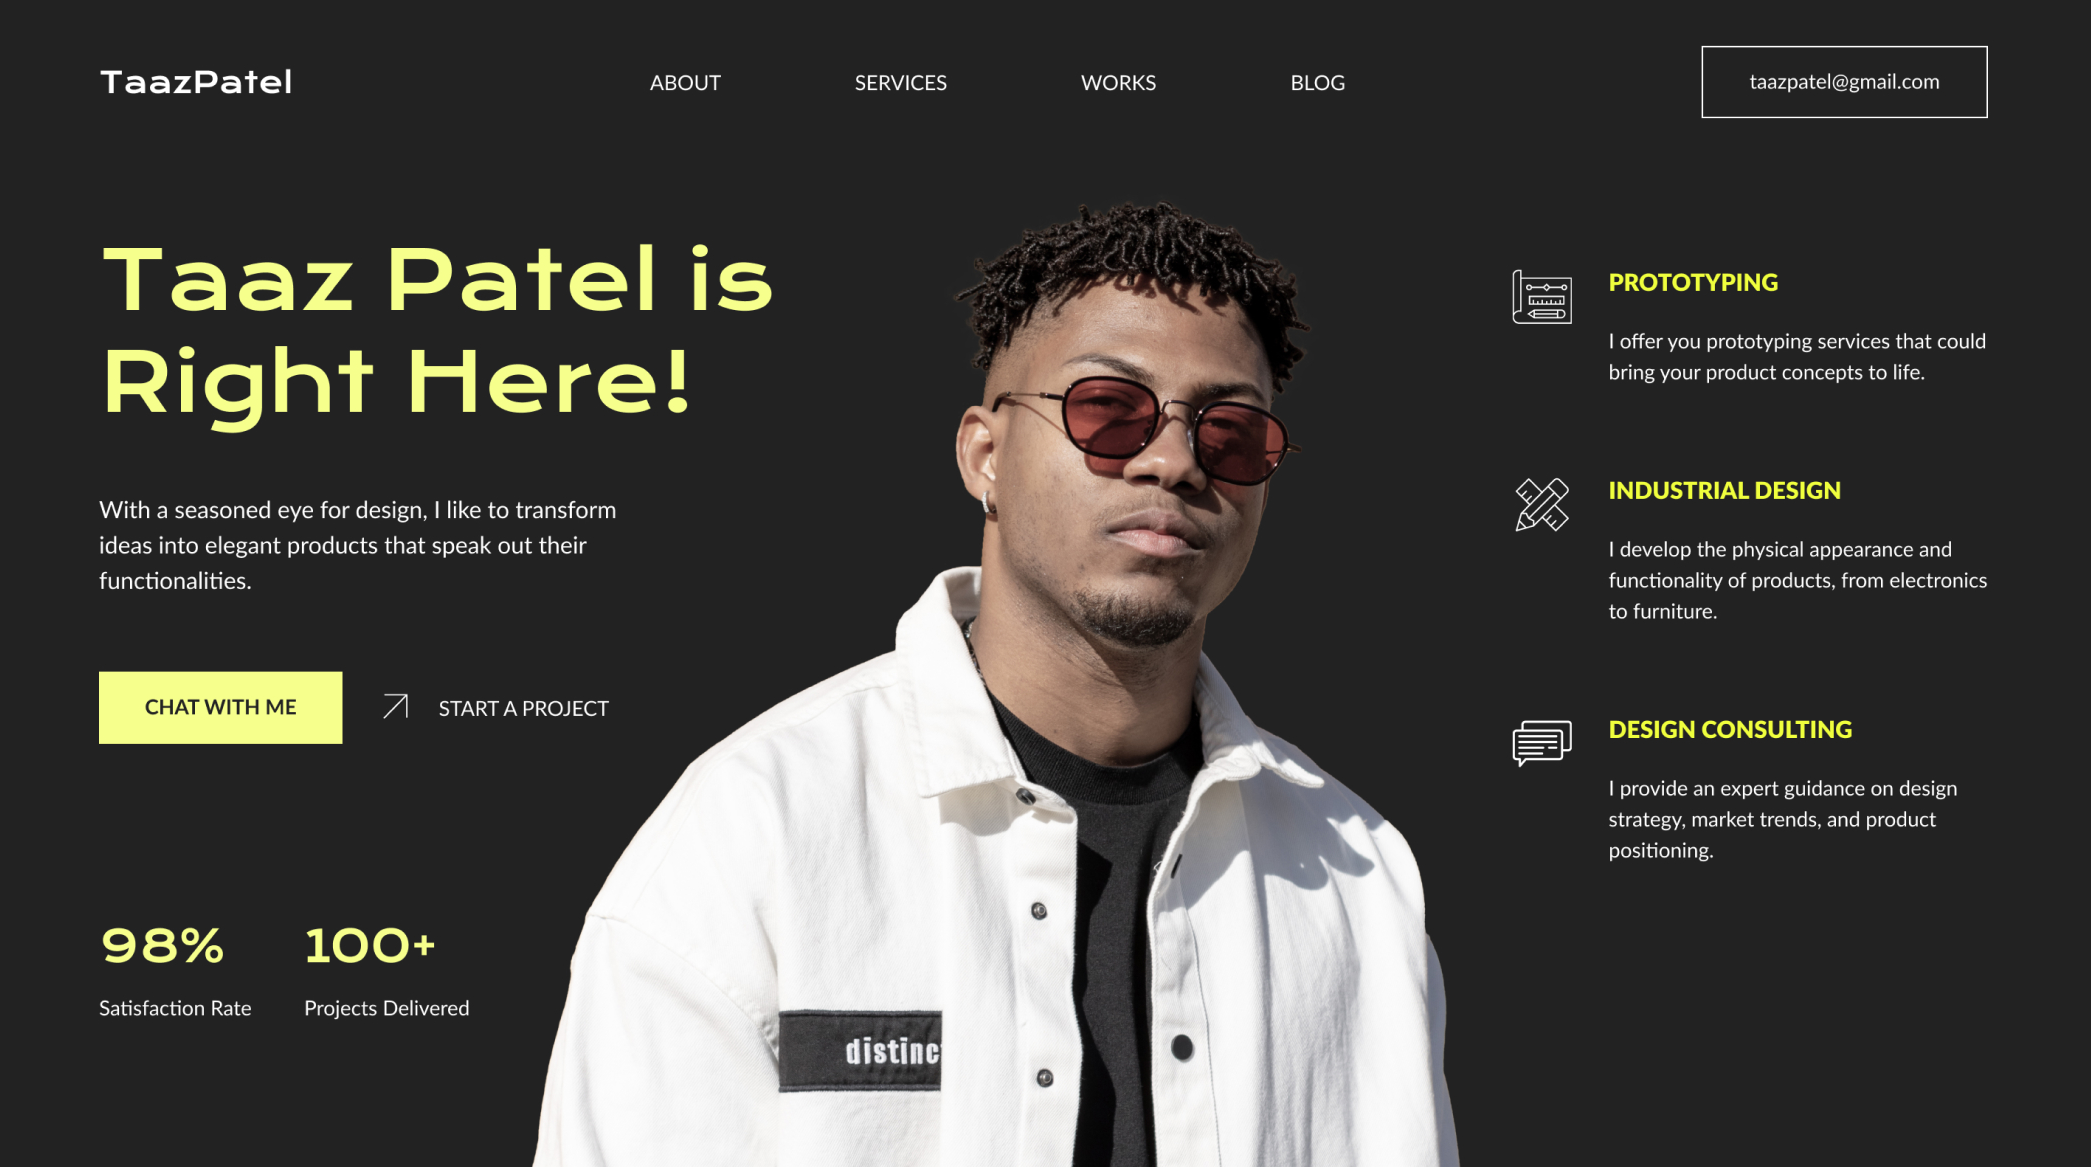 TaazPatel
ABOUT
SERVICES
WORKS
BLOG
taazpatel@gmail.com
Taaz Patel is
Right Here!
With a seasoned eye for design, I like to transform
ideas into elegant products that speak out their
functionalities.
CHAT WITH ME
START A PROJECT
98%
Satisfaction Rate
100+
Projects Delivered
distinc
PROTOTYPING
I offer you prototyping services that could
bring your product concepts to life.
INDUSTRIAL DESIGN
I develop the physical appearance and
functionality of products, from electronics
to furniture.
DESIGN CONSULTING
I provide an expert guidance on design
strategy, market trends, and product
positioning.